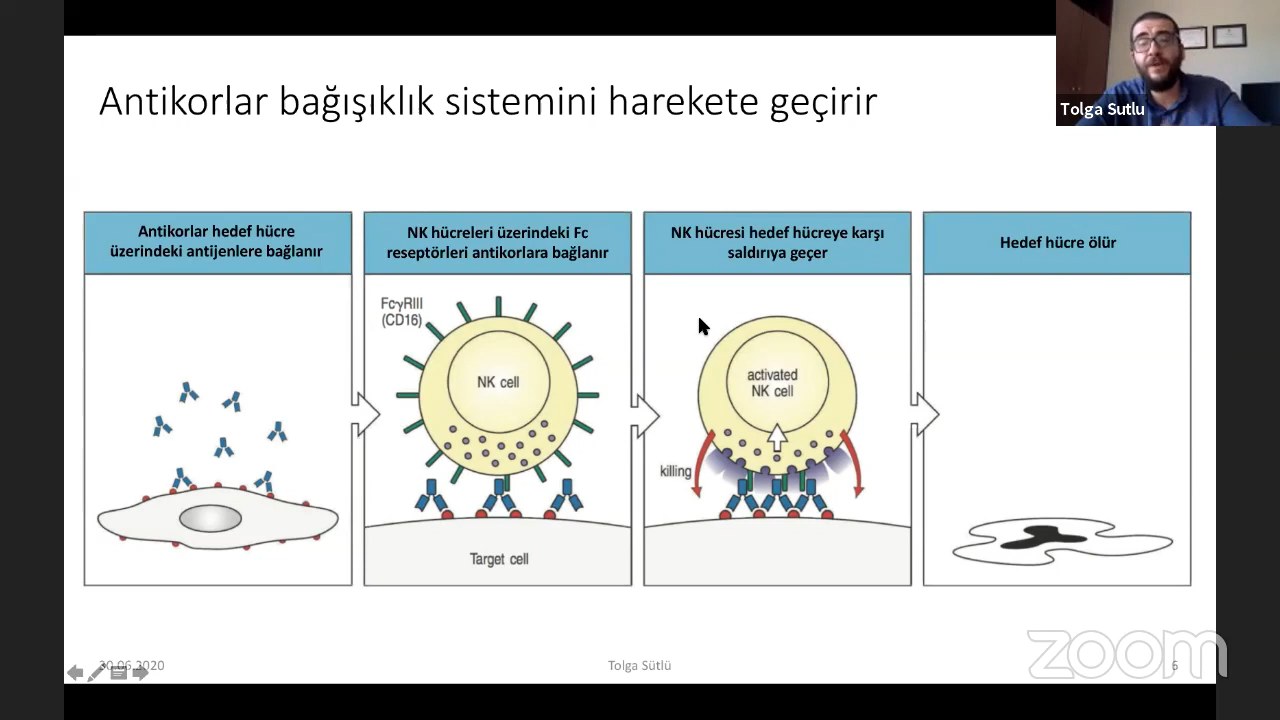 Antikorlar bağışıklık sistemini harekete geçirir
Tolga Sutlu
Antikorlar hedef hücre
üzerindeki antijenlere bağlanır
NK hücreleri üzerindeki Fc
reseptörleri antikorlara bağlanır
NK hücresi hedef hücreye karşı
saldırıya geçer
Hedef hücre ölür
FcγRIII
(CD16)
NK cell
Target cell
activated
NK cell
killing
30.06.2020
Tolga Sütlü
6
zoom